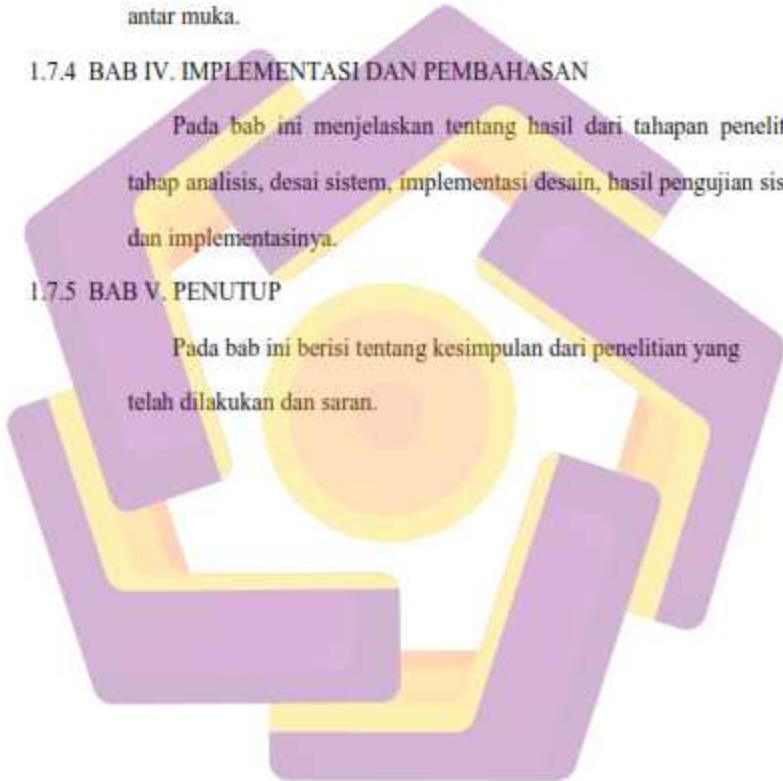 antar muka.
1.7.4 BAB IV. IMPLEMENTASI DAN PEMBAHASAN
Pada bab ini menjelaskan tentang hasil dari tahapan penelit
tahap analisis, desai sistem, implementasi desain, hasil pengujian sis
dan implementasinya.
1.7.5 BAB V. PENUTUP
Pada bab ini berisi tentang kesimpulan dari penelitian yang
telah dilakukan dan saran.